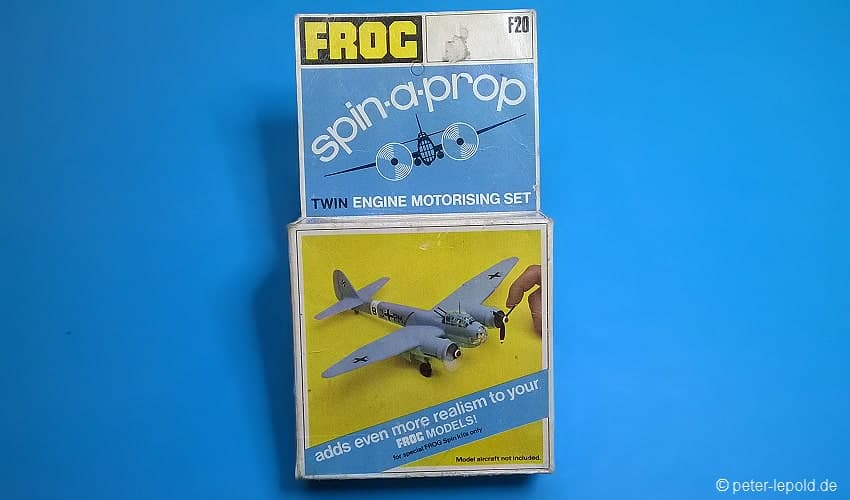 FROG
F20
spin·a·prop
TWIN ENGINE MOTORISING SET
adds even more realism to your
FROG MODELS!
for special FROG Spin kits only
Model aircraft not included.
© peter-lepold.de